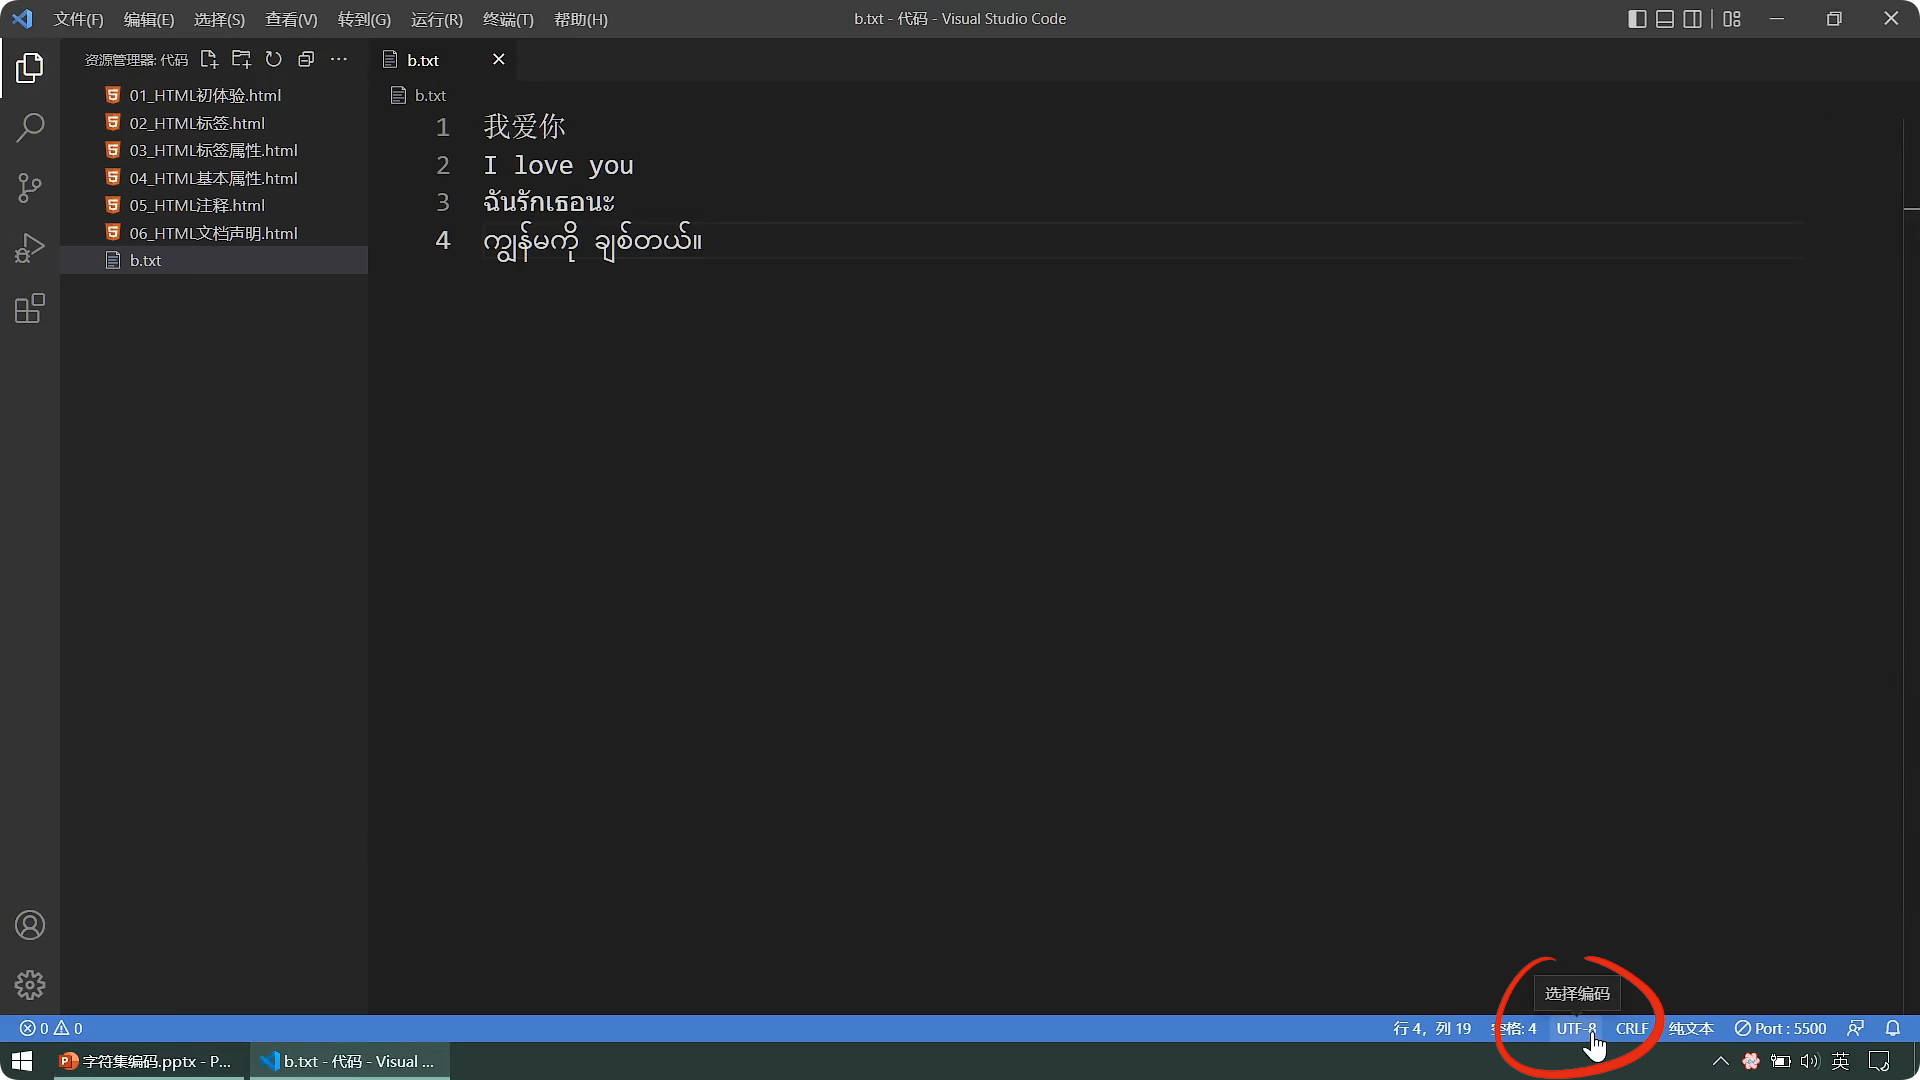 文件(F) 编辑(E) 选择(S) 查看(V) 转到(G) 运行(R) 终端(T) 帮助(H) b.txt - 代码 - Visual Studio Code
资源管理器: 代码
01_HTML初体验.html
02_HTML标签.html
03_HTML标签属性.html
04_HTML基本属性.html
05_HTML注释.html
06_HTML文档声明.html
b.txt
b.txt
b.txt
1 我爱你
2 I love you
3 ฉันรักเธอนะ
4 ကျွန်မကို ချစ်တယ်။
选择编码
0 0 行 4，列 19 空格: 4 UTF-8 CRLF 纯文本 Port : 5500
字符集编码.pptx - P... b.txt - 代码 - Visual ... 英